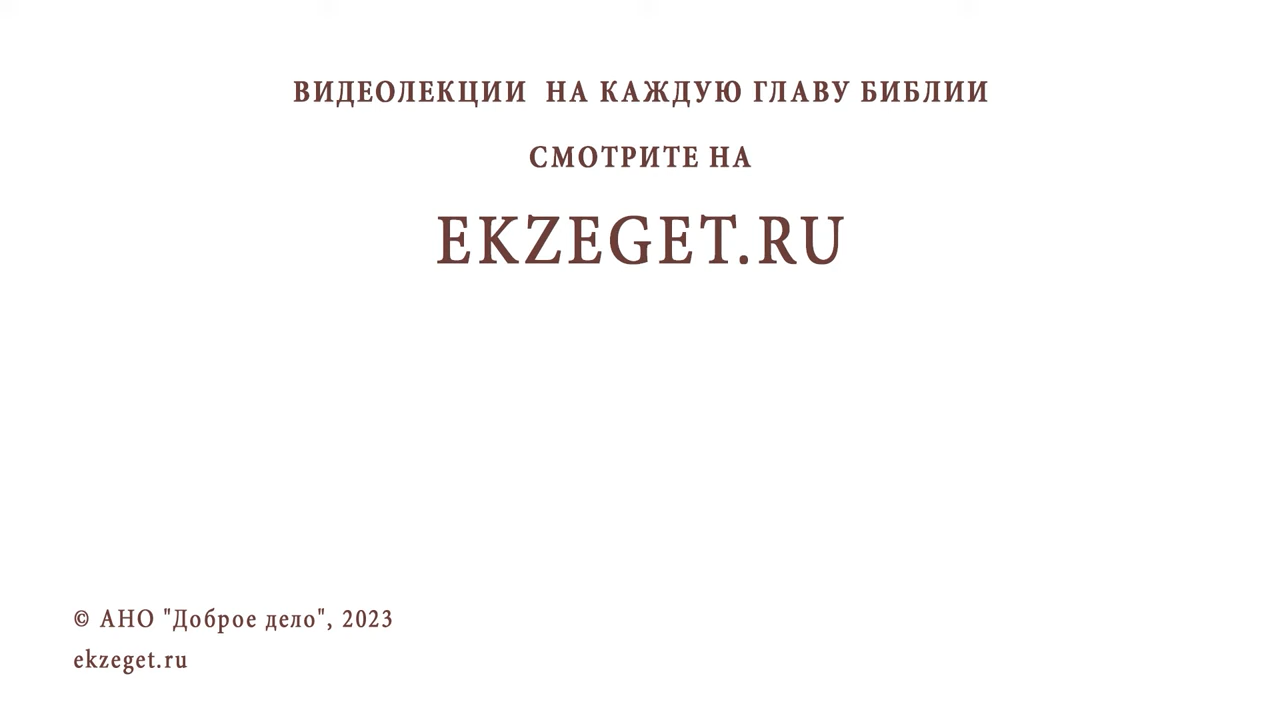 ВИДЕОЛЕКЦИИ НА КАЖДУЮ ГЛАВУ БИБЛИИ
СМОТРИТЕ НА
EKZEGET.RU
© АНО "Доброе дело", 2023
ekzeget.ru